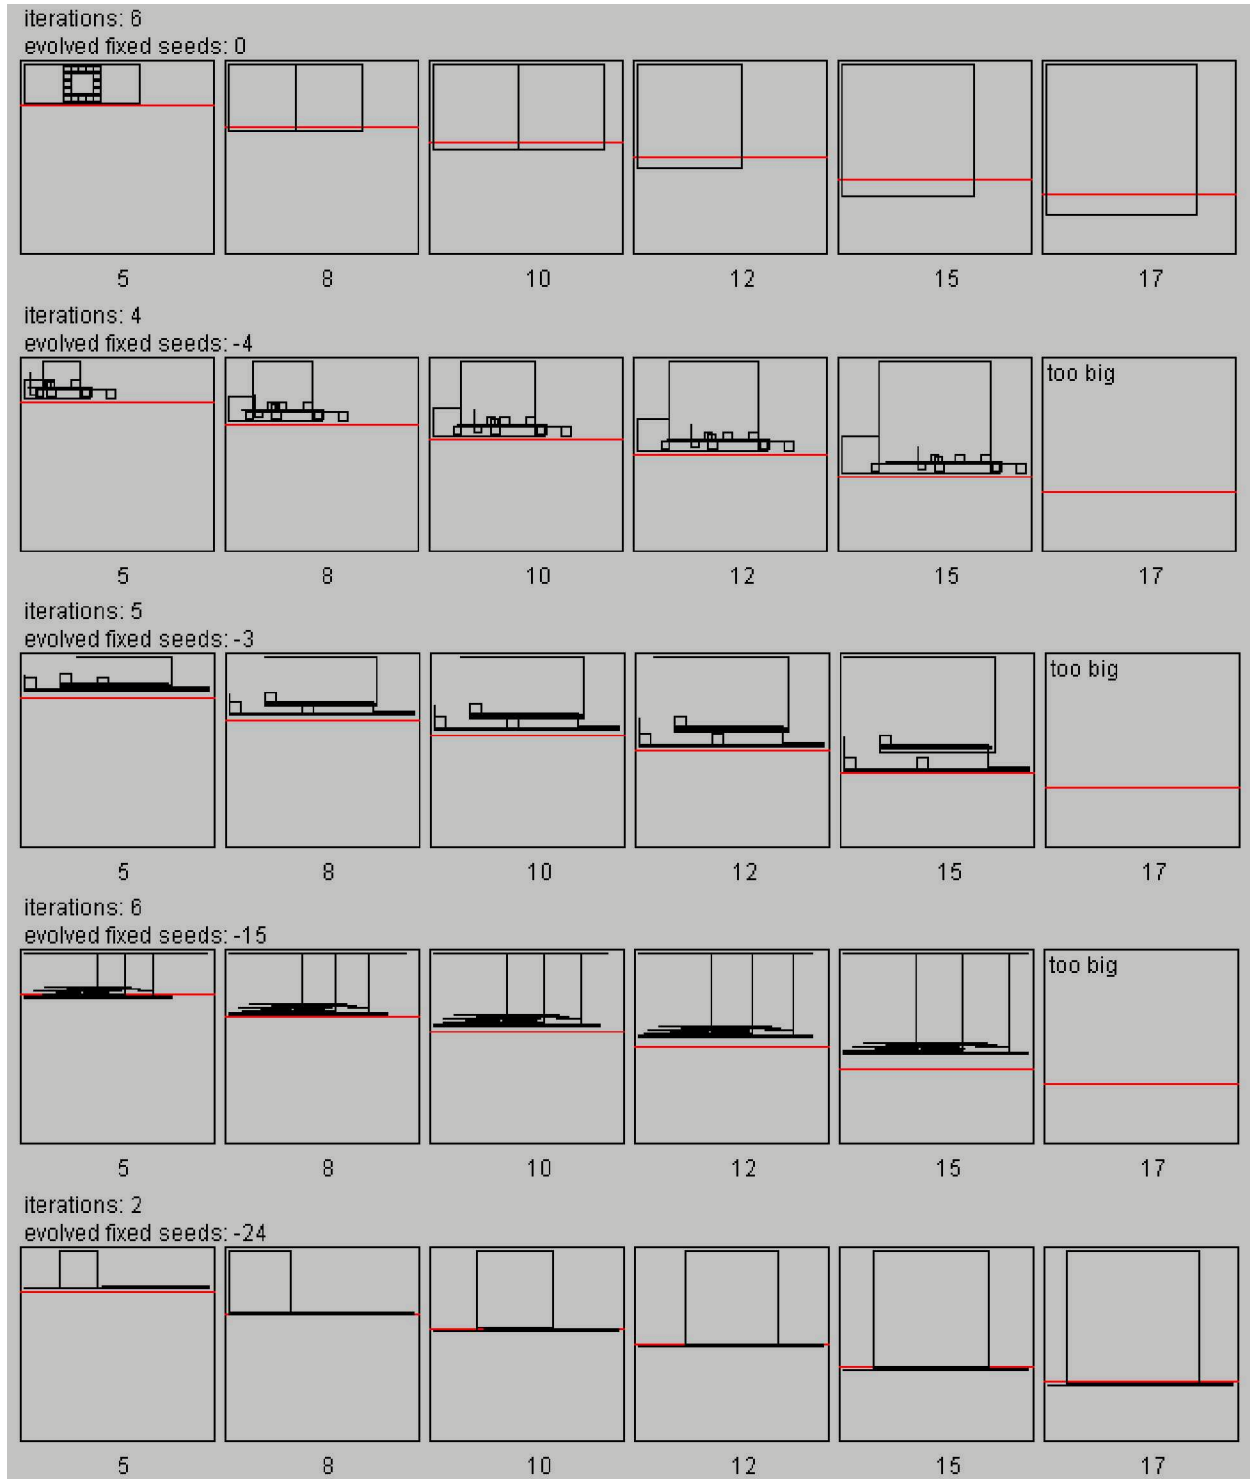 iterations: 6
evolved fixed seeds: 0
5 8 10 12 15 17
iterations: 4
evolved fixed seeds: -4
too big
5 8 10 12 15 17
iterations: 5
evolved fixed seeds: -3
too big
5 8 10 12 15 17
iterations: 6
evolved fixed seeds: -15
too big
5 8 10 12 15 17
iterations: 2
evolved fixed seeds: -24
5 8 10 12 15 17